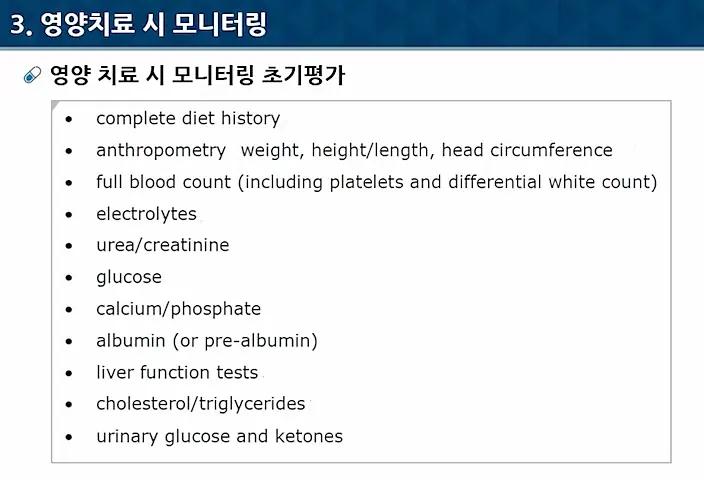 3. 영양치료 시 모니터링
영양 치료 시 모니터링 초기평가
• complete diet history
• anthropometry weight, height/length, head circumference
• full blood count (including platelets and differential white count)
• electrolytes
• urea/creatinine
• glucose
• calcium/phosphate
• albumin (or pre-albumin)
• liver function tests
• cholesterol/triglycerides
• urinary glucose and ketones